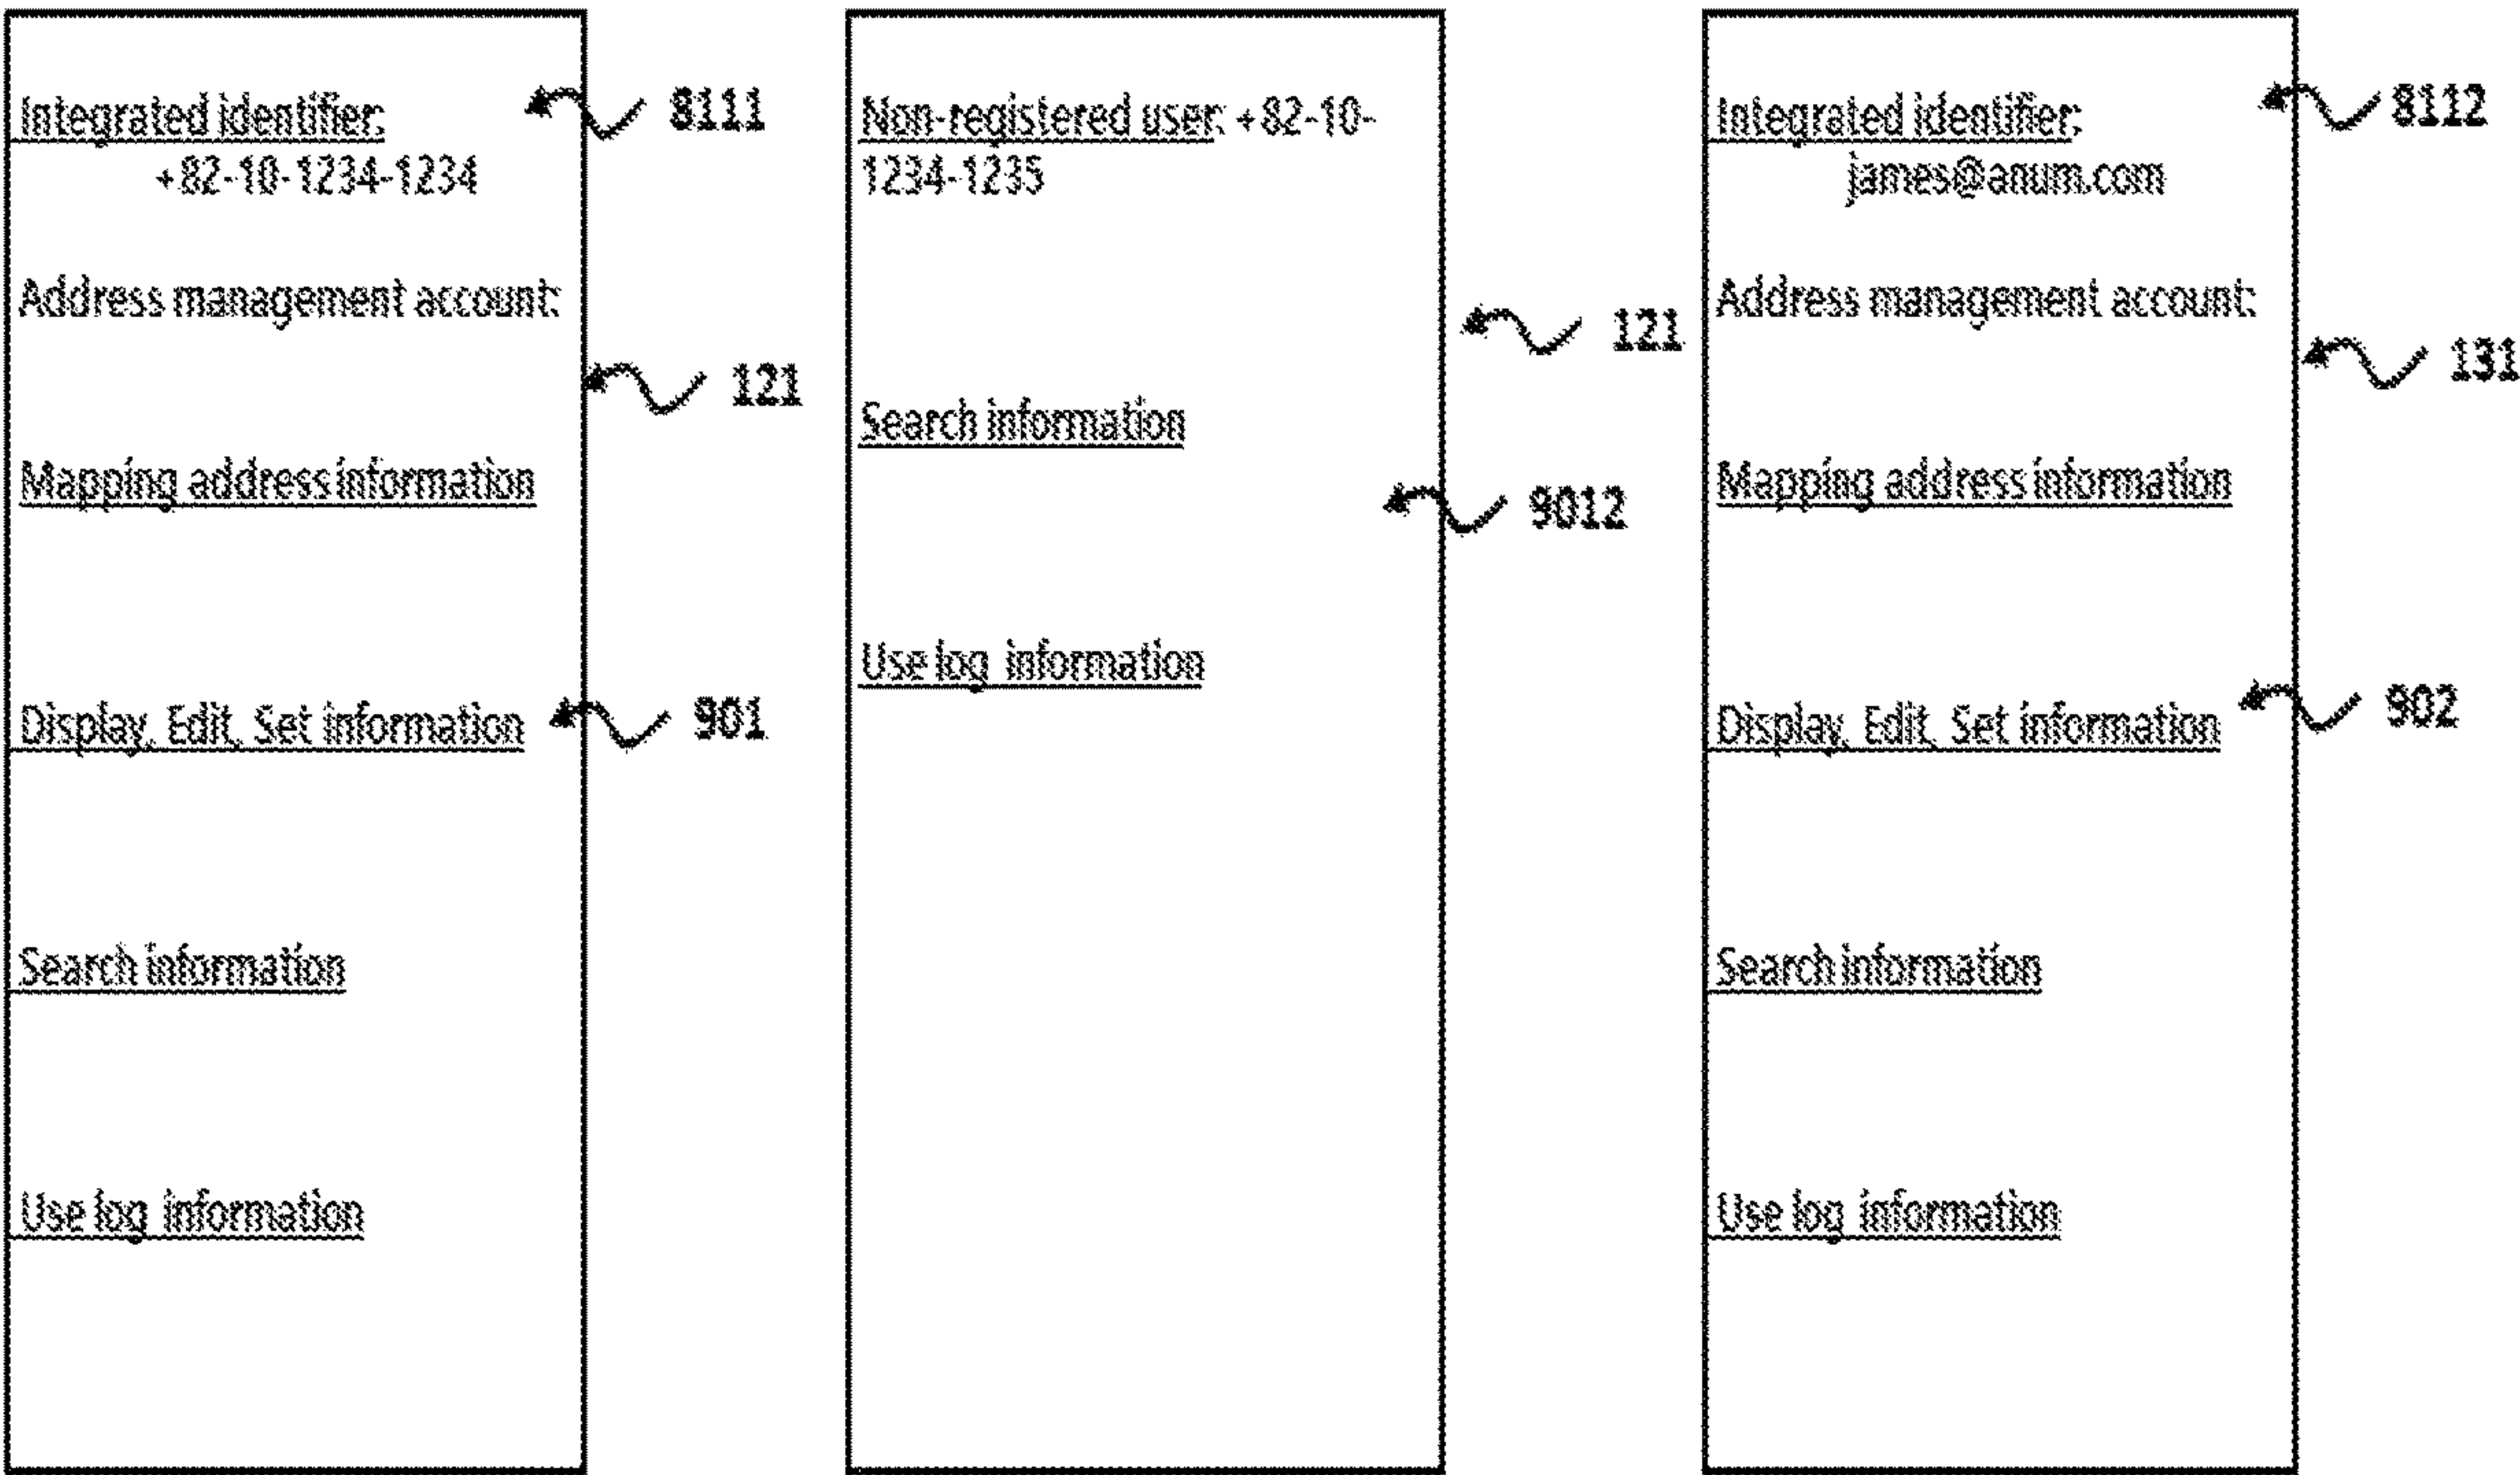 Integrated identifier:
+82-10-1234-1234
8111
Address management account:
121
Mapping address information
Display, Edit, Set information
901
Search information
Use log information
Non-registered user: +82-10-
1234-1235
121
Search information
9012
Use log information
Integrated identifier:
james@anum.com
8112
Address management account:
131
Mapping address information
Display, Edit, Set information
902
Search information
Use log information